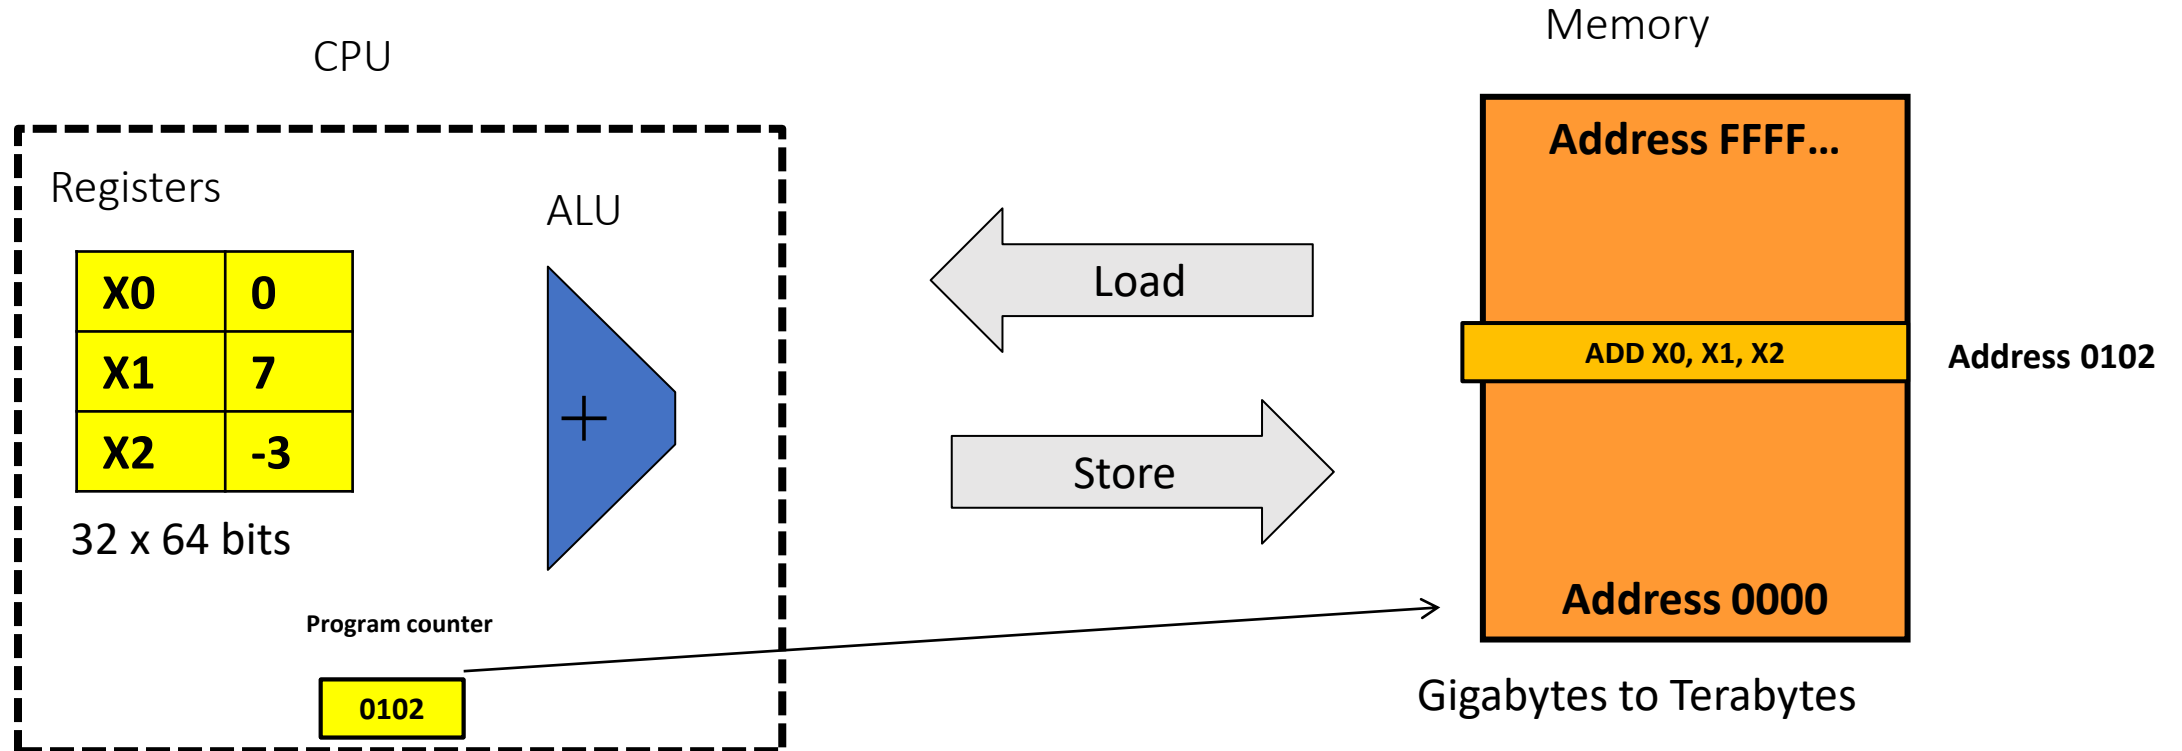 CPU
Registers
ALU
X0 0
X1 7
X2 -3
32 x 64 bits
Program counter
0102
Load
Store
Memory
Address FFFF...
ADD X0, X1, X2
Address 0102
Address 0000
Gigabytes to Terabytes